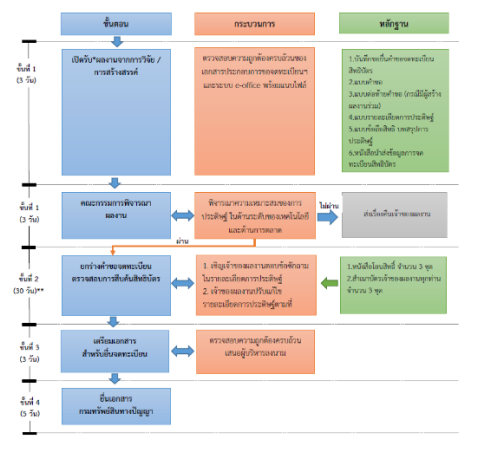 ขั้นตอน
กระบวนการ
หลักฐาน
ขั้นที่ 1
(3 วัน)
เปิดรับ*ผลงานจากการวิจัย /
การสร้างสรรค์
ตรวจสอบความถูกต้องครบถ้วนของ
เอกสารประกอบการขอจดทะเบียนฯ
และระบบ e-office พร้อมแนบไฟล์
1.บันทึกขอยื่นคำขอจดทะเบียน
สิทธิบัตร
2.แบบคำขอ
3.แบบต่อท้ายคำขอ (กรณีมีผู้สร้าง
ผลงานร่วม)
4.แบบรายละเอียดการประดิษฐ์
5.แบบข้อถือสิทธิ บทสรุปการ
ประดิษฐ์
6.หนังสือนำส่งข้อมูลการจด
ทะเบียนสิทธิบัตร
ขั้นที่ 1
(3 วัน)
คณะกรรมการพิจารณา
ผลงาน
พิจารณาความเหมาะสมของการ
ประดิษฐ์ ในด้านระดับของเทคโนโลยี
และด้านการตลาด
ไม่ผ่าน
ส่งเรื่องคืนเจ้าของผลงาน
ผ่าน
ขั้นที่ 2
(30 วัน)**
ยกร่างคำขอจดทะเบียน
ตรวจสอบการสืบค้นสิทธิบัตร
1. เชิญเจ้าของผลงานตอบข้อซักถาม
ในรายละเอียดการประดิษฐ์
2. เจ้าของผลงานปรับแก้ไข
รายละเอียดการประดิษฐ์ตามที่
1.หนังสือโอนสิทธิ์ จำนวน 3 ชุด
2.สำเนาบัตรเจ้าของผลงานทุกท่าน
จำนวน 3 ชุด
ขั้นที่ 3
(3 วัน)
เตรียมเอกสาร
สำหรับยื่นจดทะเบียน
ตรวจสอบความถูกต้องครบถ้วน
เสนอผู้บริหารลงนาม
ขั้นที่ 4
(5 วัน)
ยื่นเอกสาร
กรมทรัพย์สินทางปัญญา